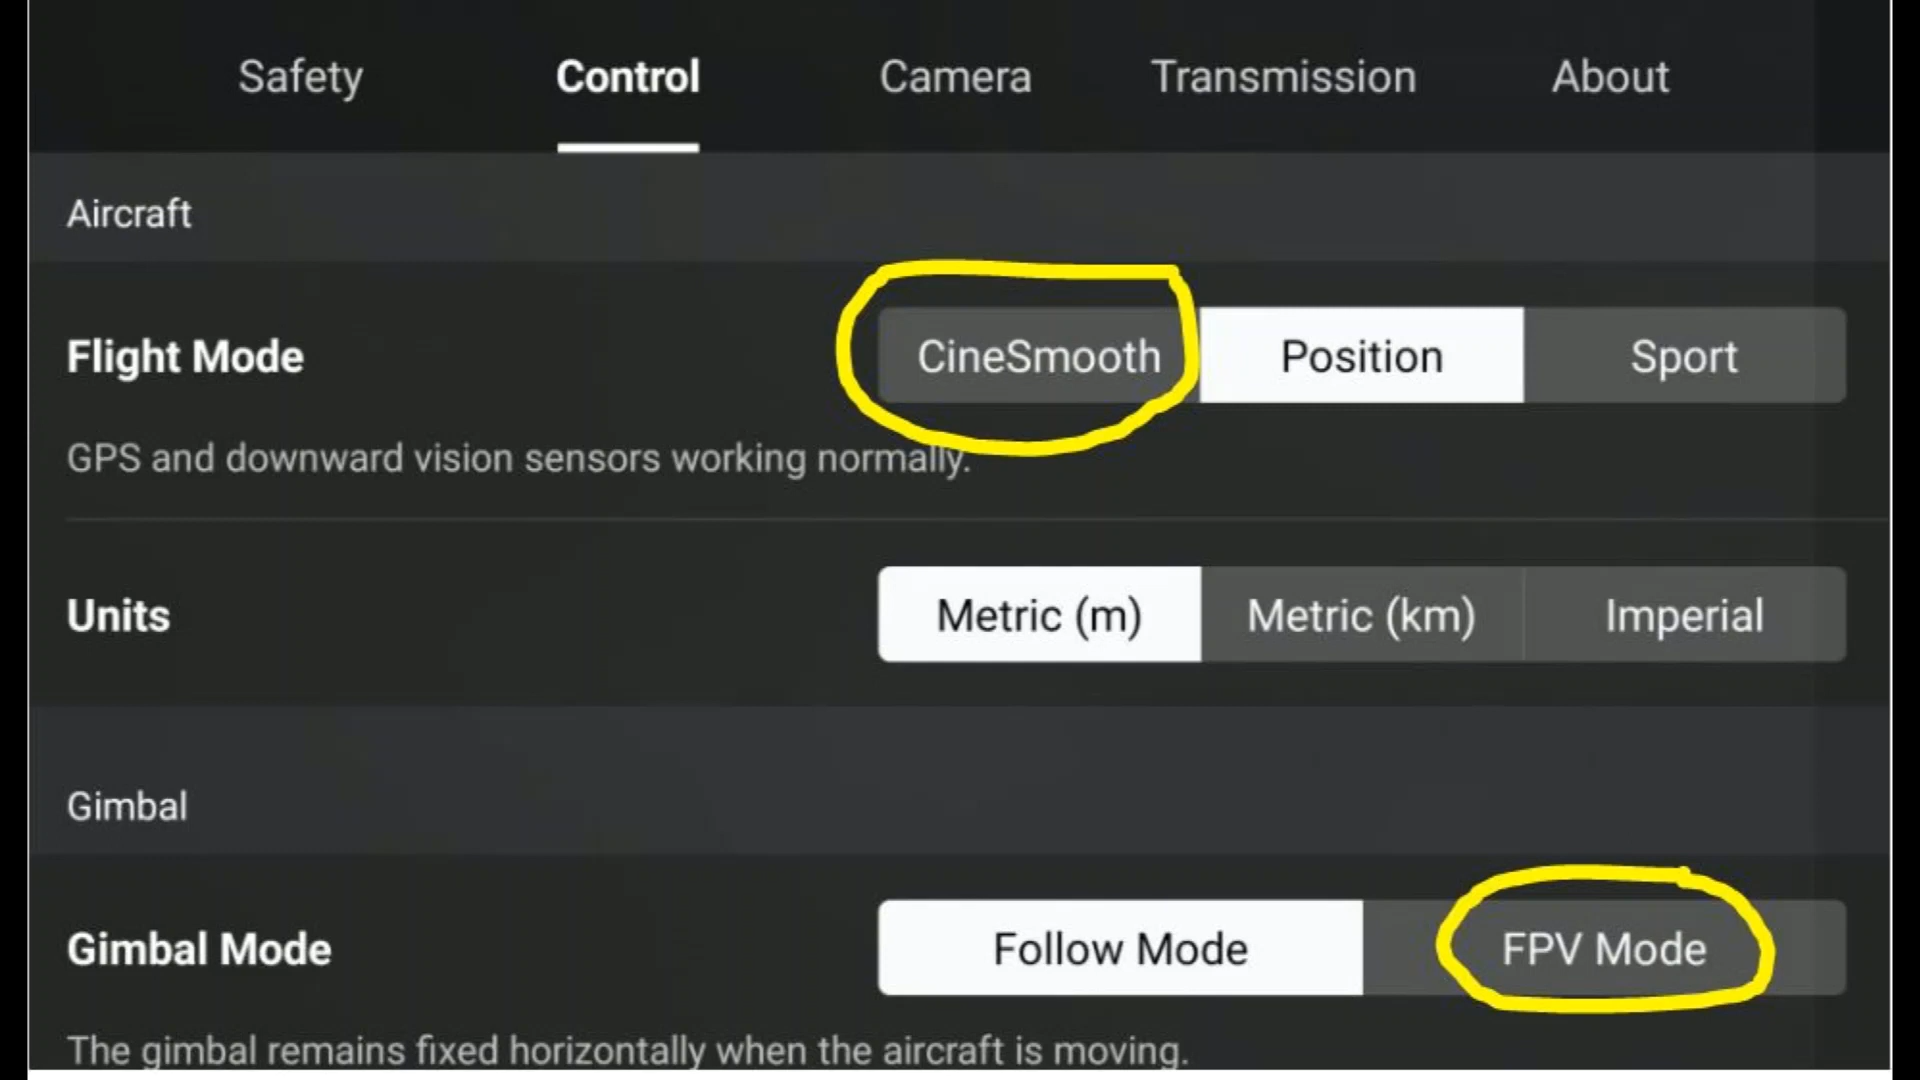 Safety Control Camera Transmission About
Aircraft
Flight Mode CineSmooth Position Sport
GPS and downward vision sensors working normally.
Units Metric (m) Metric (km) Imperial
Gimbal
Gimbal Mode Follow Mode FPV Mode
The gimbal remains fixed horizontally when the aircraft is moving.